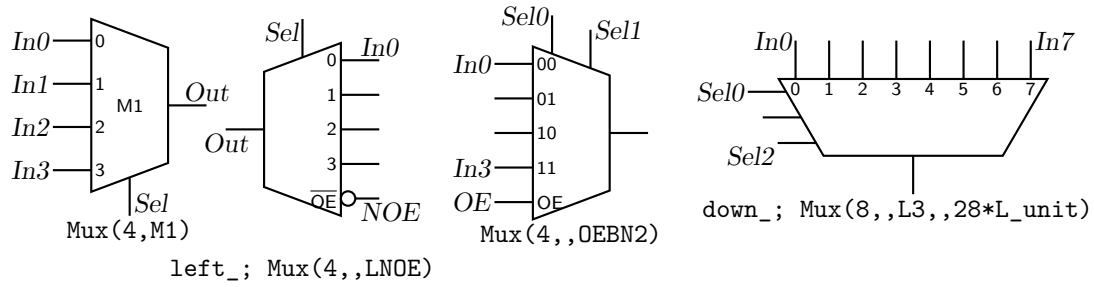 In0
In1
In2
In3
0
1
2
3
M1
Out
Sel
Mux(4,M1)
Sel
In0
0
1
2
3
OE
NOE
Out
left_; Mux(4,,LNOE)
Sel0
Sel1
In0
00
01
10
In3
11
OE
OE
Mux(4,,OEBN2)
In0
In7
Sel0
0 1 2 3 4 5 6 7
Sel2
down_; Mux(8,,L3,,28*L_unit)